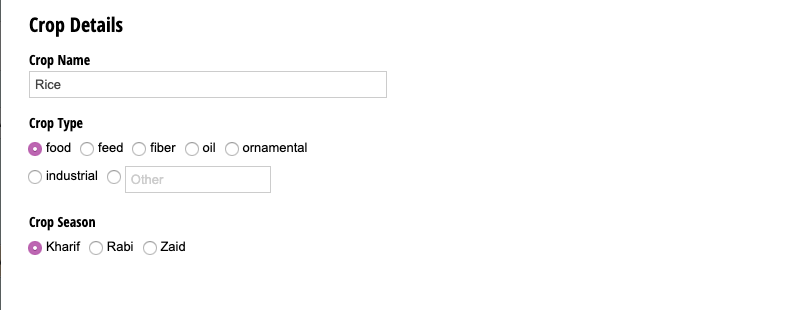 Crop Details
Crop Name
Rice
Crop Type
food feed fiber oil ornamental
industrial Other
Crop Season
Kharif Rabi Zaid